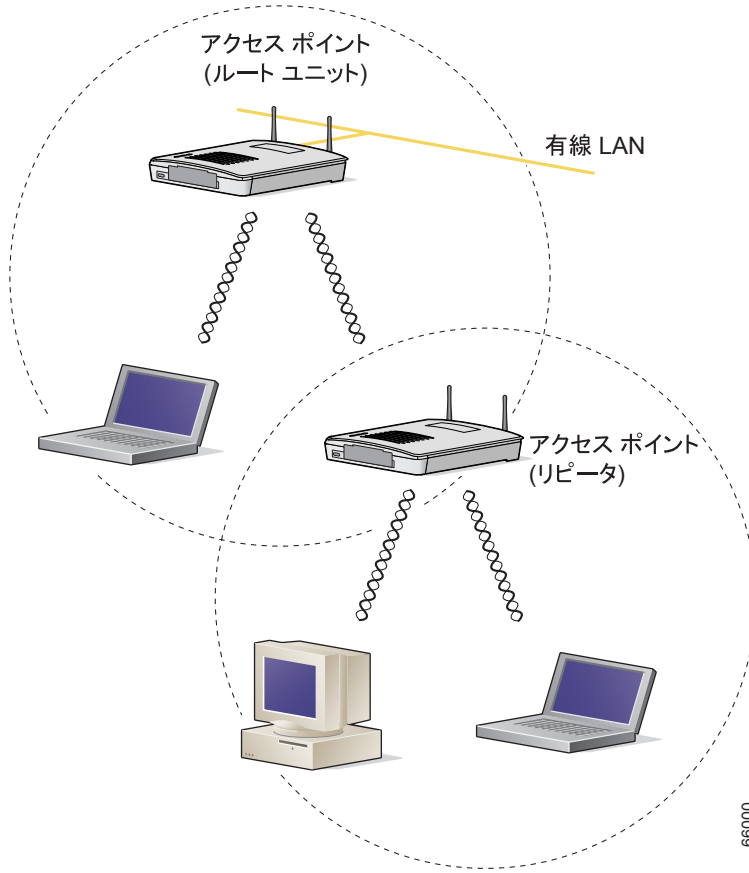 アクセス ポイント
(ルート ユニット)
有線 LAN
アクセス ポイント
(リピータ)
66000